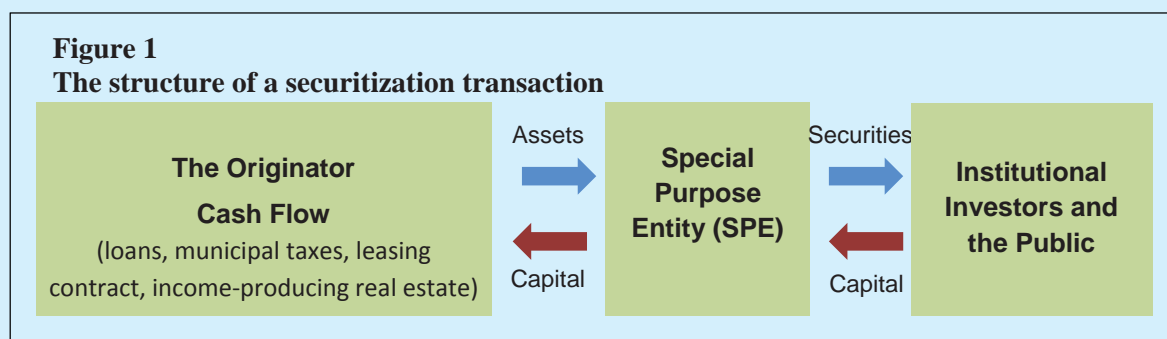 Figure 1
The structure of a securitization transaction
The Originator
Cash Flow
(loans, municipal taxes, leasing
contract, income-producing real estate)
Assets
Capital
Special
Purpose
Entity (SPE)
Securities
Capital
Institutional
Investors and
the Public